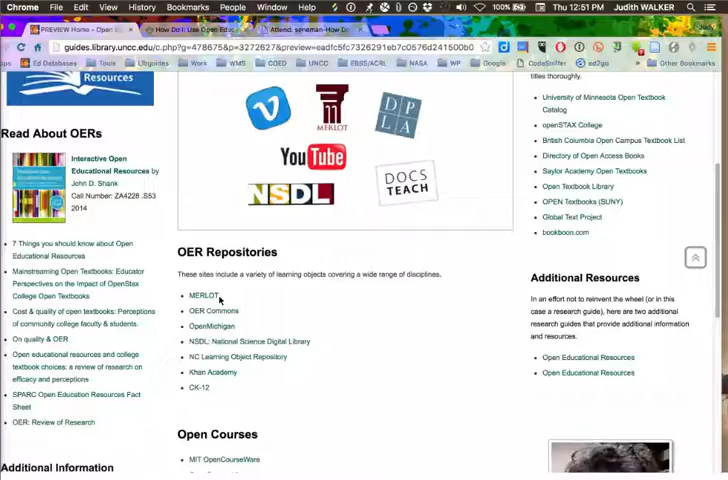 Chrome File Edit View History Bookmarks People Window Help 100% Thu 12:51 PM Judith WALKER
PREVIEW Home - Open E
How Do I: Use Open Educ
Attend: seneman-How Do
Judy
guides.library.uncc.edu/c.php?g=478675&p=3272627&preview=eadfc5fc7326291eb7c0576d241500b0
Apps Ed Databases Tools Libguides Work WMS COED UNCC EBSS/ACRL NASA WP Google CodeSniffer ed2go Other Bookmarks
Resources
Read About OERs
Interactive Open
Educational Resources by
John D. Shank
Call Number: ZA4228 .S53
2014
7 Things you should know about Open
Educational Resources
Mainstreaming Open Textbooks: Educator
Perspectives on the Impact of OpenStax
College Open Textbooks
Cost & quality of open textbooks: Perceptions
of community college faculty & students.
On quality & OER
Open educational resources and college
textbook choices: a review of research on
efficacy and perceptions
SPARC Open Education Resources Fact
Sheet
OER: Review of Research
Additional Information
MERLOT
DP
LA
YouTube
NSDL
DOCS
TEACH
OER Repositories
These sites include a variety of learning objects covering a wide range of disciplines.
MERLOT
OER Commons
OpenMichigan
NSDL: National Science Digital Library
NC Learning Object Repository
Khan Academy
CK-12
Open Courses
MIT OpenCourseWare
titles thoroughly.
University of Minnesota Open Textbook
Catalog
openSTAX College
British Columbia Open Campus Textbook List
Directory of Open Access Books
Saylor Academy Open Textbooks
Open Textbook Library
OPEN Textbooks (SUNY)
Global Text Project
bookboon.com
Additional Resources
In an effort not to reinvent the wheel (or in this
case a research guide), here are two additional
research guides that provide additional information
and resources.
Open Educational Resources
Open Educational Resources